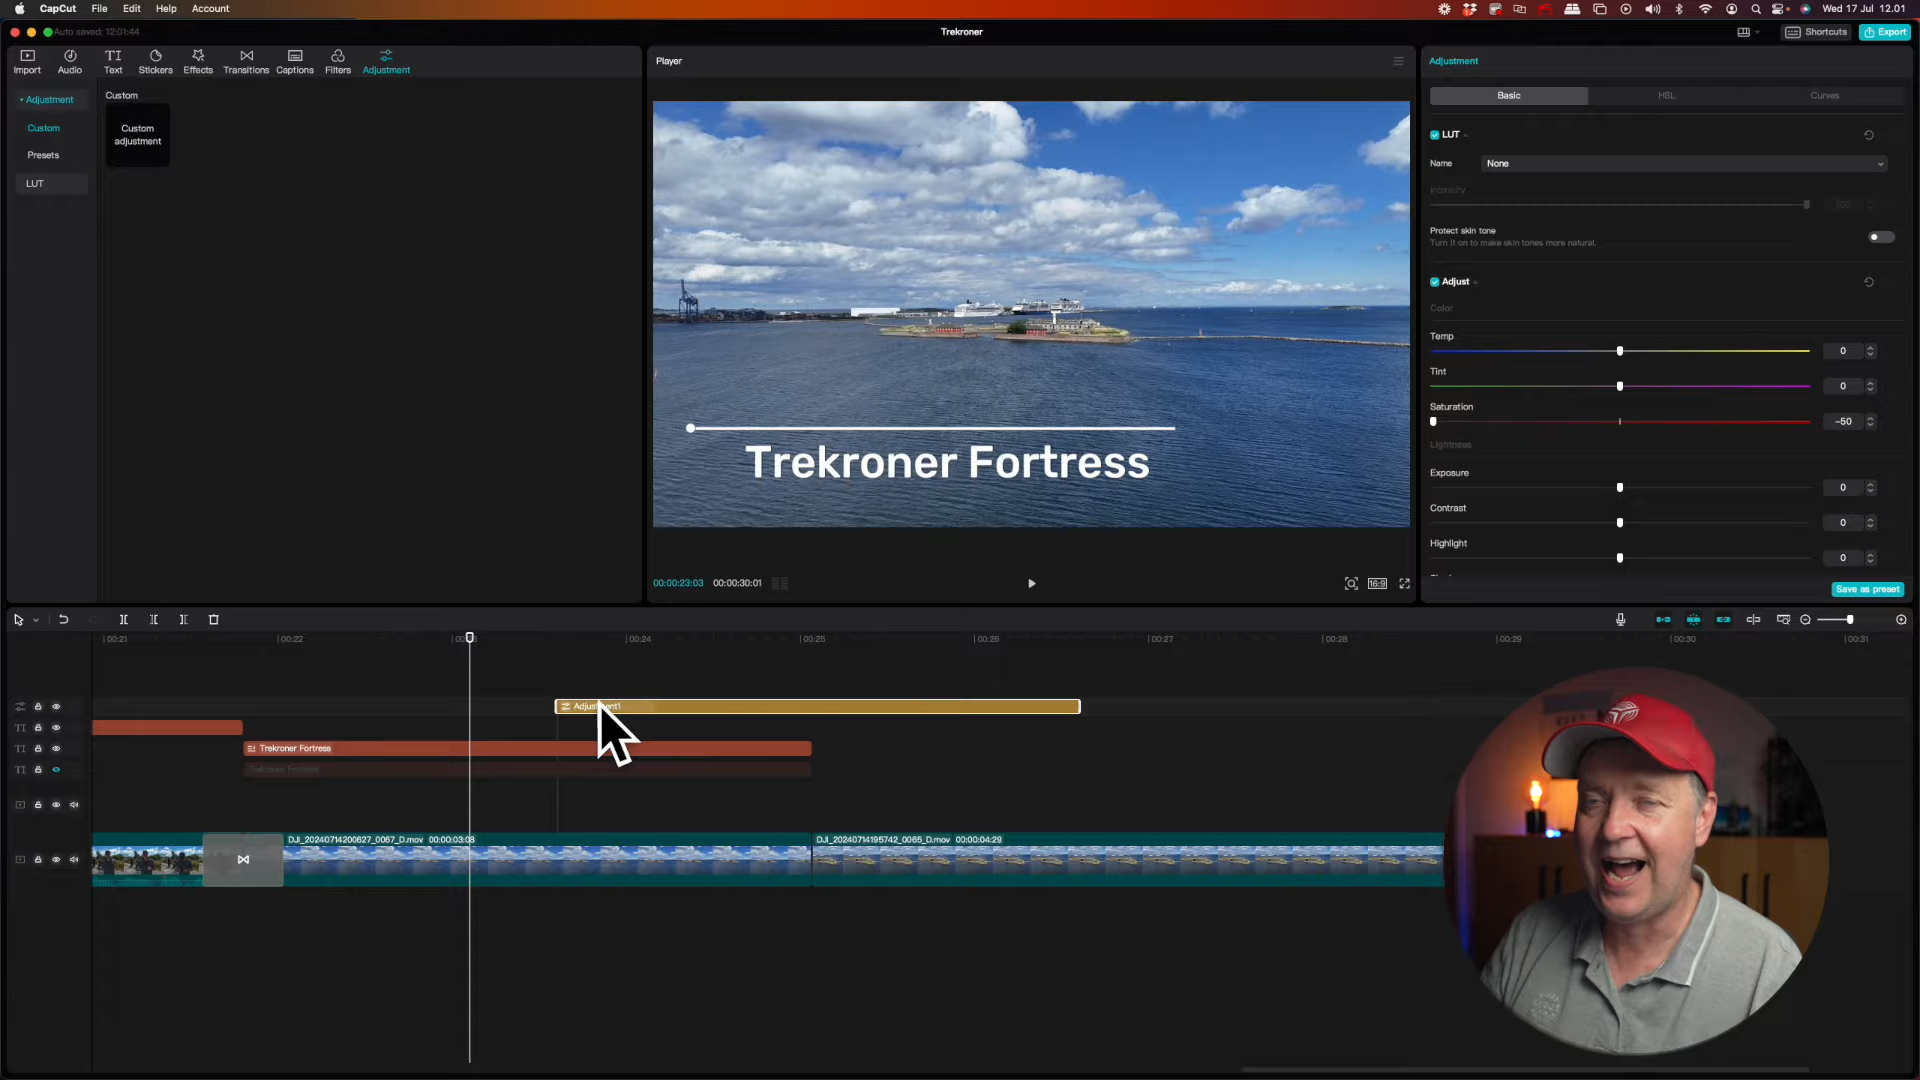 CapCut File Edit Help Account
Wed 17 Jul 12.01
Auto saved: 12:01:44
Trekroner
Shortcuts
Export
Import Audio Text Stickers Effects Transitions Captions Filters Adjustment
Adjustment
Custom
Presets
LUT
Custom
Custom
adjustment
Player
Trekroner Fortress
00:00:23:03 00:00:30:01
16:9
Adjustment
Basic HSL Curves
LUT
Name None
Intensity
100
Protect skin tone
Turn it on to make skin tones more natural.
Adjust
Color
Temp
0
Tint
0
Saturation
-50
Lightness
Exposure
0
Contrast
0
Highlight
0
Save as preset
00:21 00:22 00:24 00:25 00:26 00:27 00:28 00:29 00:30 00:31
Trekroner Fortress
Trekroner Fortress
DJI_20240714200627_0067_D.mov 00:00:03:08
DJI_20240714195742_0065_D.mov 00:00:04:29